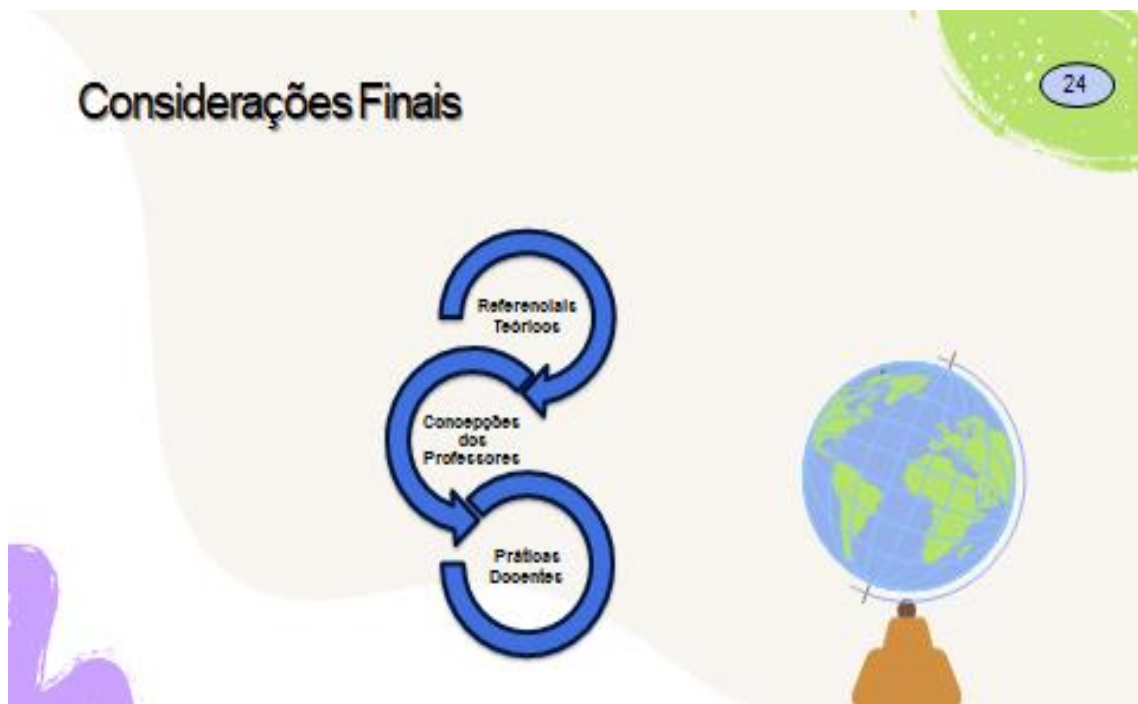 Considerações Finais
24
Referenciais
Teóricos
Concepções
dos
Professores
Práticas
Docentes